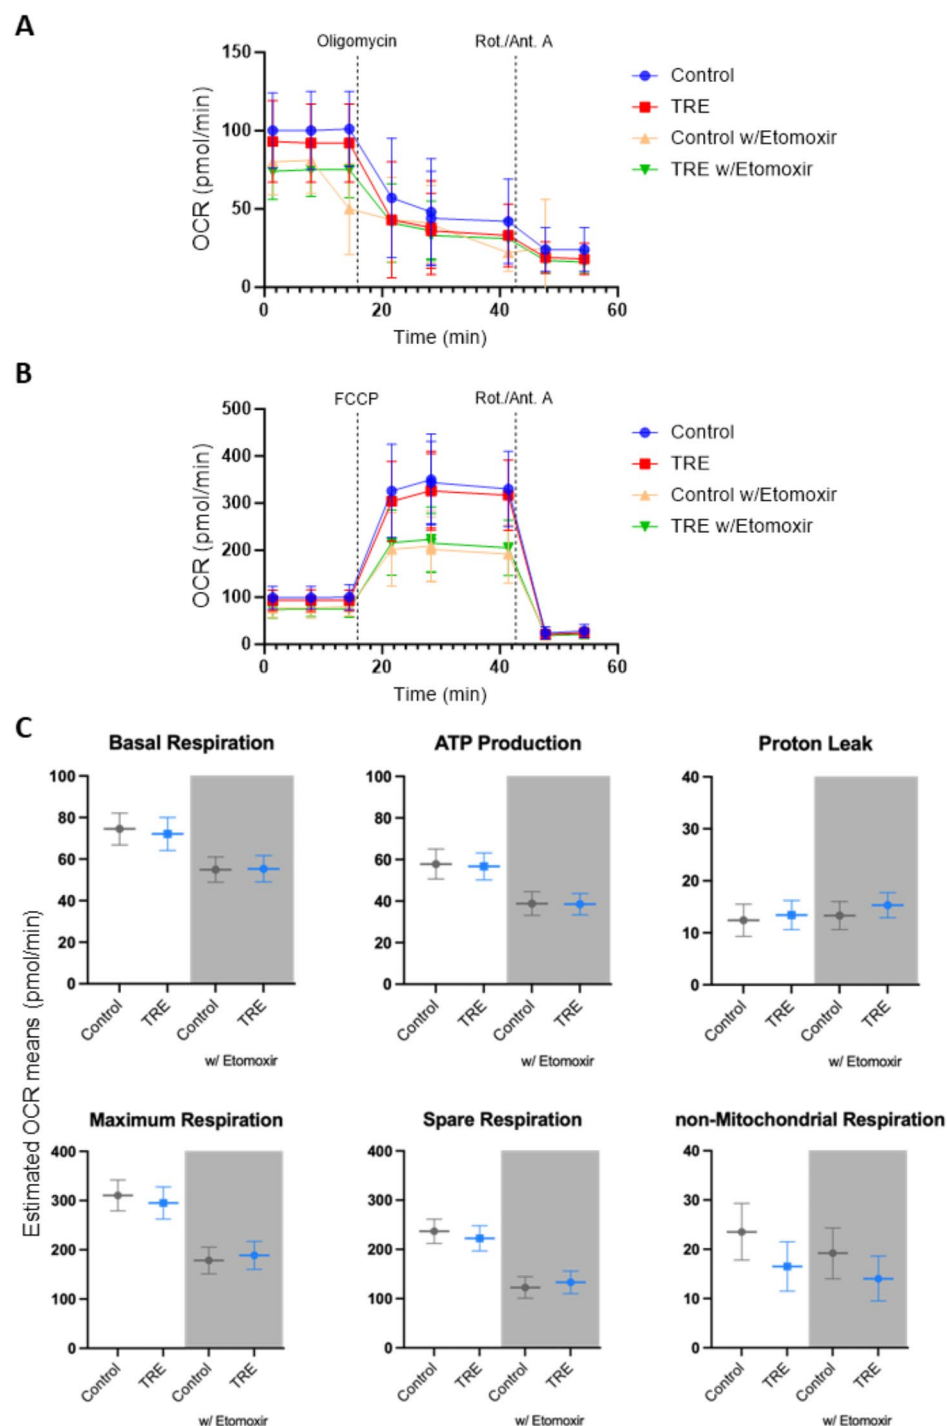 A
Oligomycin Rot./Ant. A
150
100
50
0
OCR (pmol/min)
0 20 40 60
Time (min)
Control
TRE
Control w/Etomoxir
TRE w/Etomoxir
B
FCCP Rot./Ant. A
500
400
300
200
100
0
OCR (pmol/min)
0 20 40 60
Time (min)
Control
TRE
Control w/Etomoxir
TRE w/Etomoxir
C
Estimated OCR means (pmol/min)
Basal Respiration
100
80
60
40
20
0
Control TRE Control TRE
w/ Etomoxir
ATP Production
100
80
60
40
20
0
Control TRE Control TRE
w/ Etomoxir
Proton Leak
40
30
20
10
0
Control TRE Control TRE
w/ Etomoxir
Maximum Respiration
400
300
200
100
0
Control TRE Control TRE
w/ Etomoxir
Spare Respiration
400
300
200
100
0
Control TRE Control TRE
w/ Etomoxir
non-Mitochondrial Respiration
40
30
20
10
0
Control TRE Control TRE
w/ Etomoxir